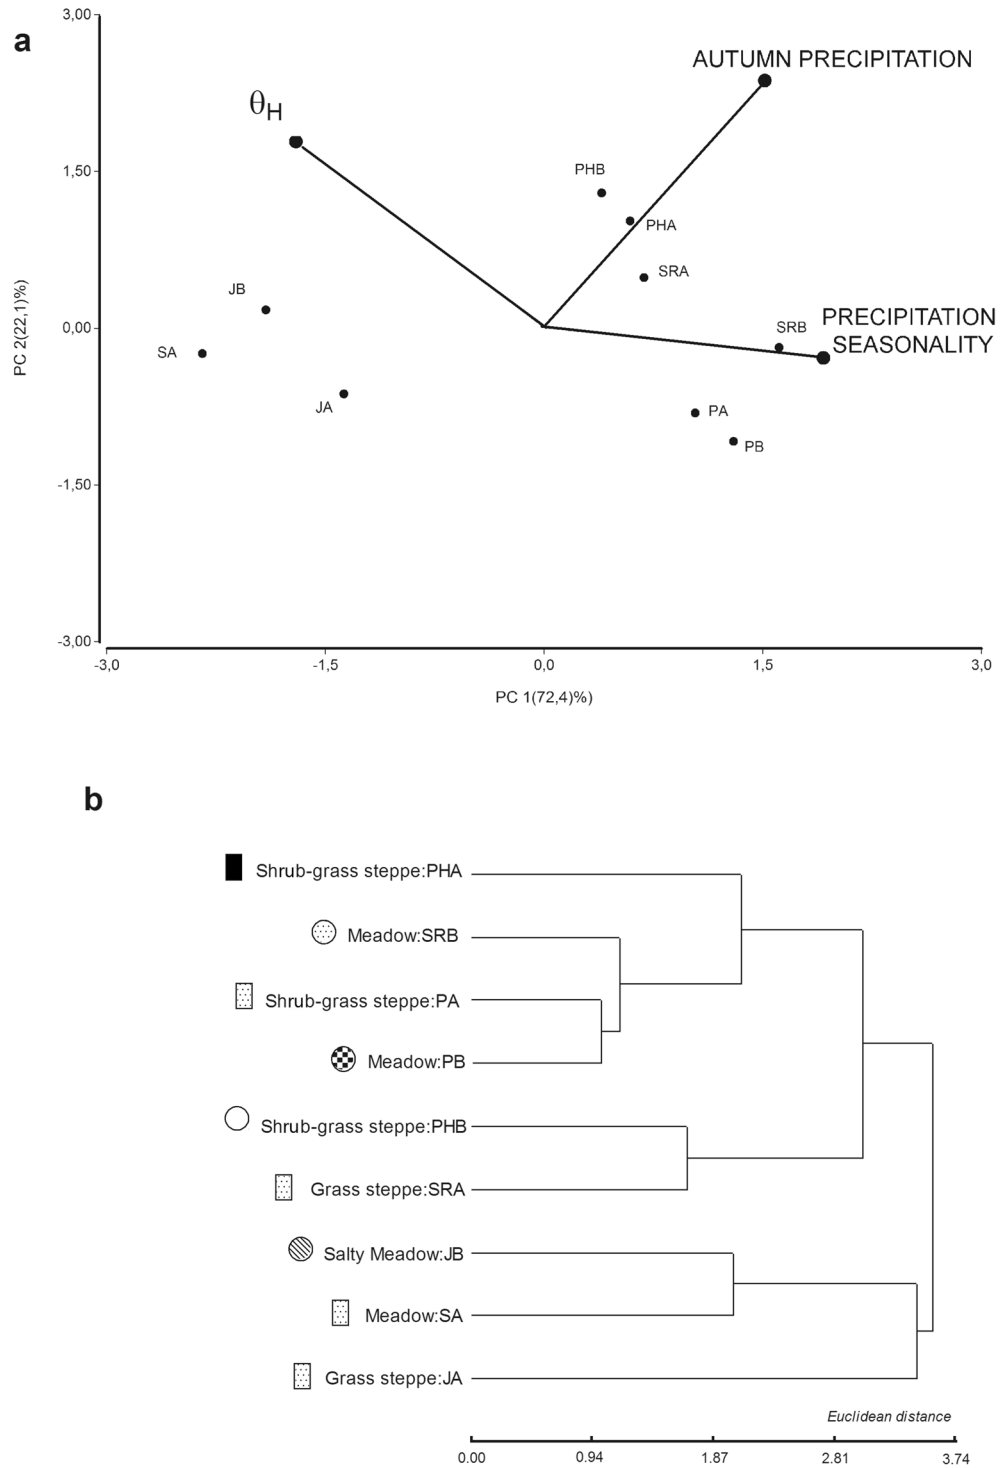 a
3,00
AUTUMN PRECIPITATION
θH
1,50
PHB
PHA
SRA
JB
PC 2(22,1)%)
0,00
SRB
PRECIPITATION
SEASONALITY
SA
JA
PA
PB
-1,50
-3,00
-3,0
-1,5
0,0
1,5
3,0
PC 1(72,4)%)
b
Shrub-grass steppe:PHA
Meadow:SRB
Shrub-grass steppe:PA
Meadow:PB
Shrub-grass steppe:PHB
Grass steppe:SRA
Salty Meadow:JB
Meadow:SA
Grass steppe:JA
Euclidean distance
0.00
0.94
1.87
2.81
3.74